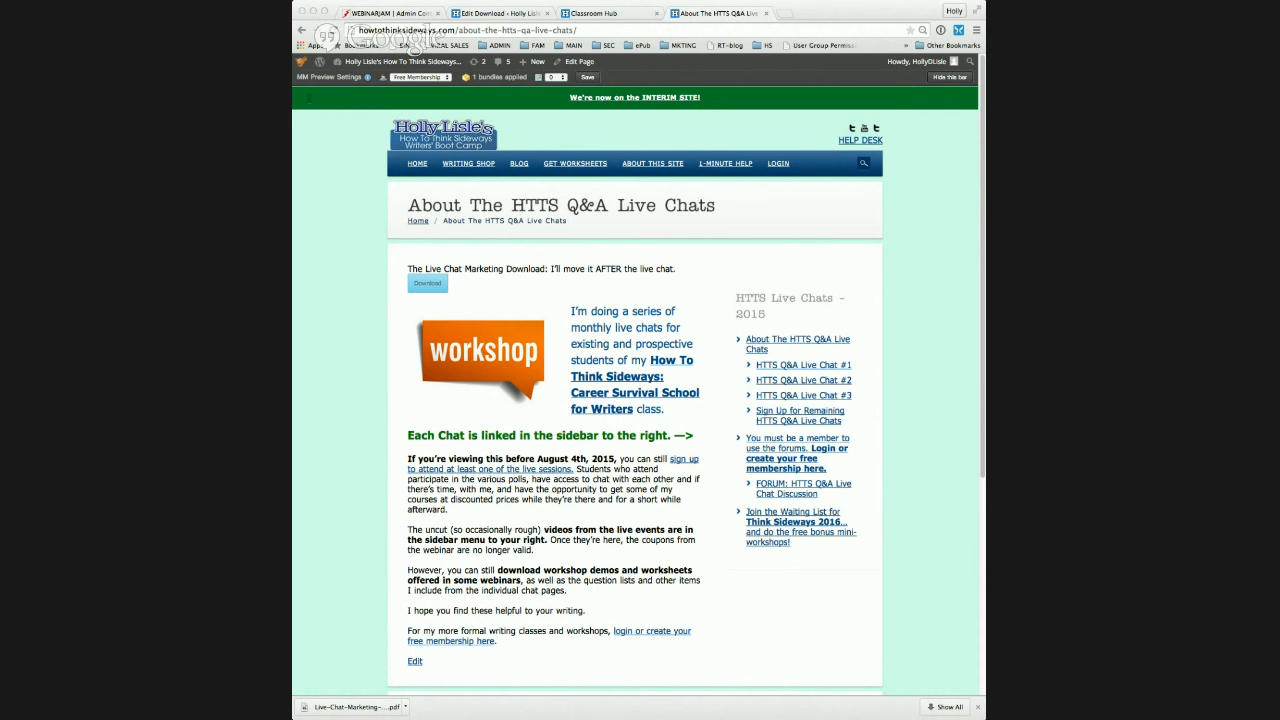 WEBINARJAM | Admin Con
Edit Download ‹ Holly Lisl
Classroom Hub
About The HTTS Q&A Live
Holly
howtothinksideways.com/about-the-htts-qa-live-chats/
Google
SALES ADMIN FAM MAIN SEC ePub MKTING RT-blog HS User Group Permis Other Bookmarks
Holly Lisle's How To Think Sideways... 2 5 New Edit Page Howdy, HollyDLisle
MM Preview Settings Free Membership 1 bundles applied 0 Save Hide this bar
We're now on the INTERIM SITE!
Holly Lisle's
How To Think Sideways
Writers' Boot Camp
HELP DESK
HOME WRITING SHOP BLOG GET WORKSHEETS ABOUT THIS SITE 1-MINUTE HELP LOGIN
About The HTTS Q&A Live Chats
Home / About The HTTS Q&A Live Chats
The Live Chat Marketing Download: I'll move it AFTER the live chat.
Download
workshop
I'm doing a series of
monthly live chats for
existing and prospective
students of my How To
Think Sideways:
Career Survival School
for Writers class.
Each Chat is linked in the sidebar to the right. —>
If you're viewing this before August 4th, 2015, you can still sign up
to attend at least one of the live sessions. Students who attend
participate in the various polls, have access to chat with each other and if
there's time, with me, and have the opportunity to get some of my
courses at discounted prices while they're there and for a short while
afterward.
The uncut (so occasionally rough) videos from the live events are in
the sidebar menu to your right. Once they're here, the coupons from
the webinar are no longer valid.
However, you can still download workshop demos and worksheets
offered in some webinars, as well as the question lists and other items
I include from the individual chat pages.
I hope you find these helpful to your writing.
For my more formal writing classes and workshops, login or create your
free membership here.
Edit
HTTS Live Chats –
2015
About The HTTS Q&A Live
Chats
HTTS Q&A Live Chat #1
HTTS Q&A Live Chat #2
HTTS Q&A Live Chat #3
Sign Up for Remaining
HTTS Q&A Live Chats
You must be a member to
use the forums. Login or
create your free
membership here.
FORUM: HTTS Q&A Live
Chat Discussion
Join the Waiting List for
Think Sideways 2016...
and do the free bonus mini-
workshops!
Live-Chat-Marketing-....pdf
Show All